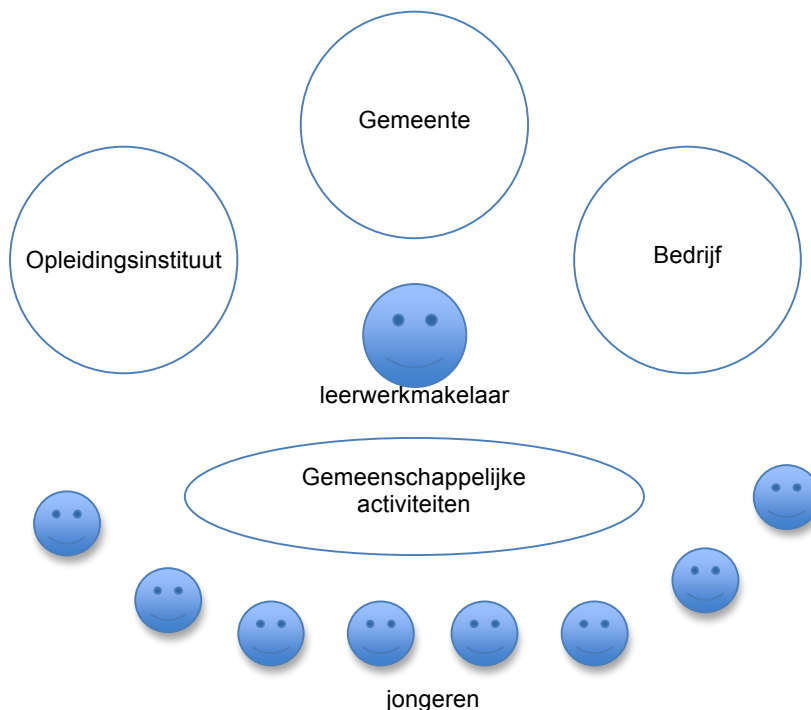 Gemeente
Opleidingsinstituut
Bedrijf
leerwerkmakelaar
Gemeenschappelijke
activiteiten
jongeren